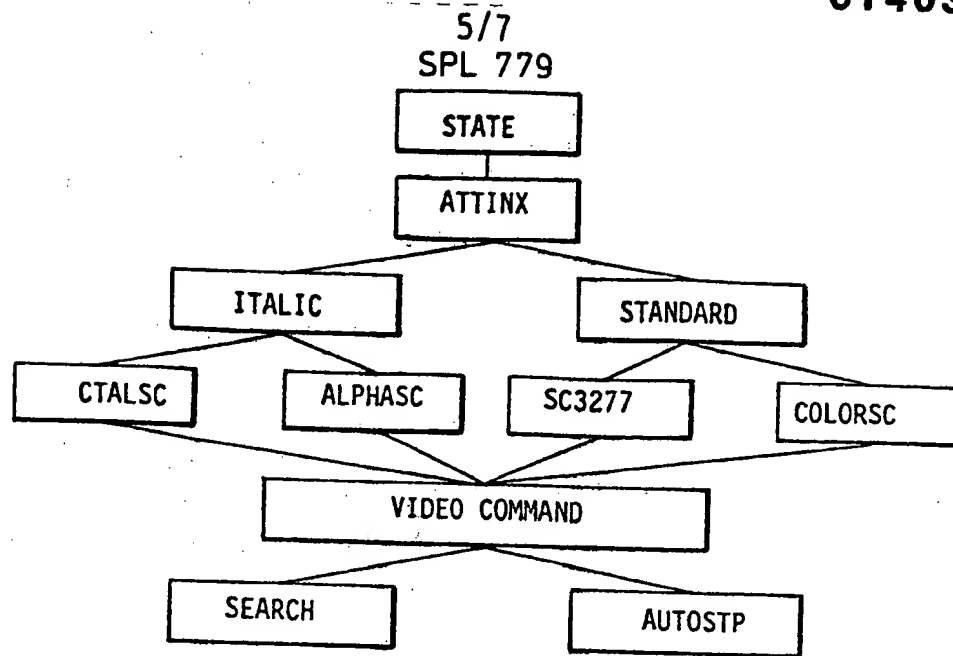 5/7
SPL 779
STATE
ATTINX
ITALIC
STANDARD
CTALSC
ALPHASC
SC3277
COLORSC
VIDEO COMMAND
SEARCH
AUTOSTP